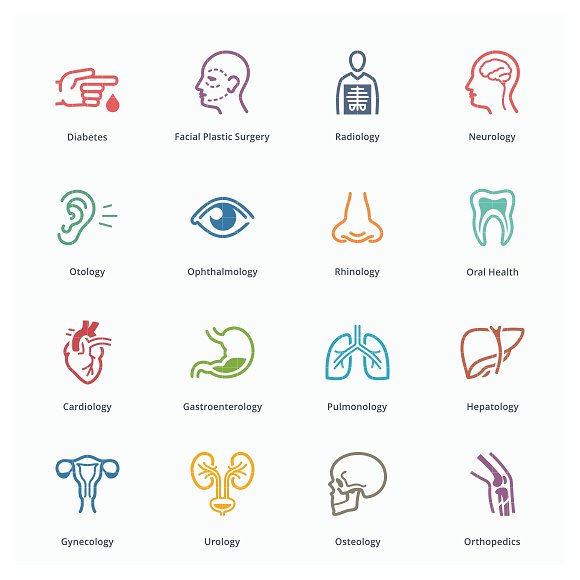 Diabetes
Facial Plastic Surgery
Radiology
Neurology
Otology
Ophthalmology
Rhinology
Oral Health
Cardiology
Gastroenterology
Pulmonology
Hepatology
Gynecology
Urology
Osteology
Orthopedics